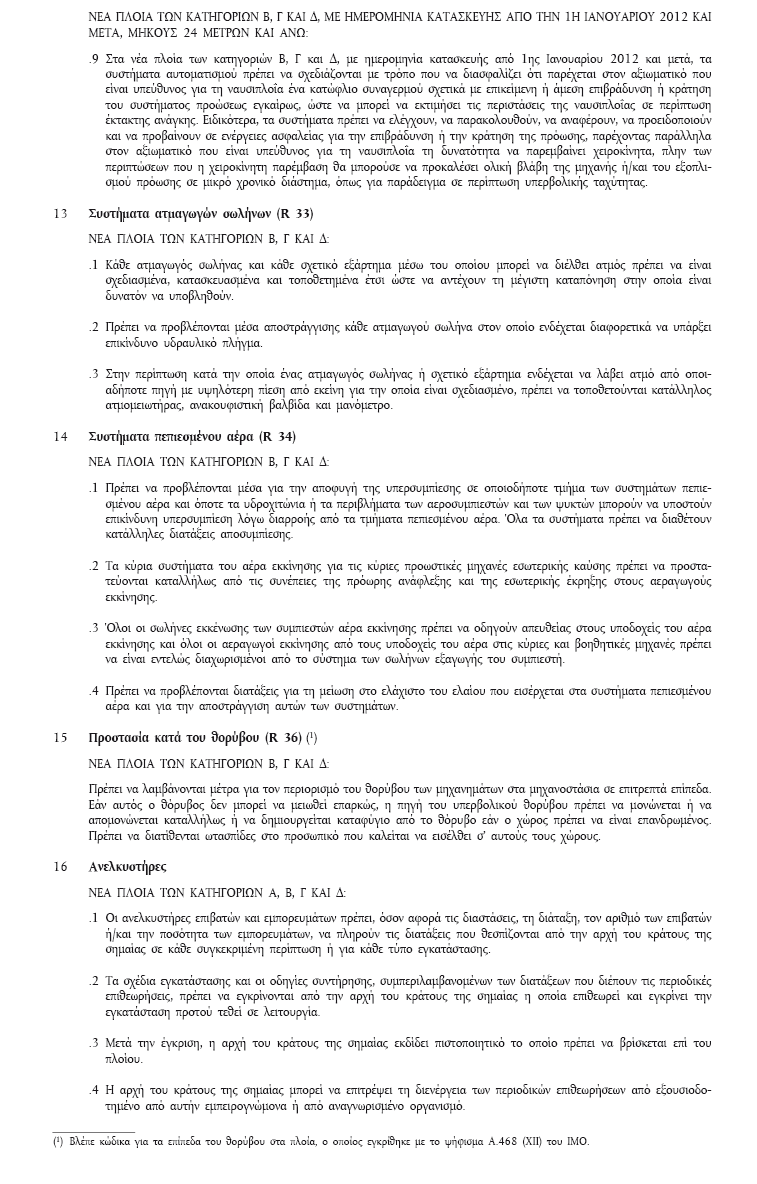 ΝΕΑ ΠΛΟΙΑ ΤΩΝ ΚΑΤΗΓΟΡΙΩΝ Β, Γ ΚΑΙ Δ, ΜΕ ΗΜΕΡΟΜΗΝΙΑ ΚΑΤΑΣΚΕΥΗΣ ΑΠΟ ΤΗΝ 1Η ΙΑΝΟΥΑΡΙΟΥ 2012 ΚΑΙ
ΜΕΤΑ, ΜΗΚΟΥΣ 24 ΜΕΤΡΩΝ ΚΑΙ ΑΝΩ:
.9 Στα νέα πλοία των κατηγοριών Β, Γ και Δ, με ημερομηνία κατασκευής από 1ης Ιανουαρίου 2012 και μετά, τα
συστήματα αυτοματισμού πρέπει να σχεδιάζονται με τρόπο που να διασφαλίζει ότι παρέχεται στον αξιωματικό που
είναι υπεύθυνος για τη ναυσιπλοΐα ένα κατώφλιο συναγερμού σχετικά με επικείμενη ή άμεση επιβράδυνση ή κράτηση
του συστήματος προώσεως εγκαίρως, ώστε να μπορεί να εκτιμήσει τις περιστάσεις της ναυσιπλοΐας σε περίπτωση
έκτακτης ανάγκης. Ειδικότερα, τα συστήματα πρέπει να ελέγχουν, να παρακολουθούν, να αναφέρουν, να προειδοποιούν
και να προβαίνουν σε ενέργειες ασφαλείας για την επιβράδυνση ή την κράτηση της πρόωσης, παρέχοντας παράλληλα
στον αξιωματικό που είναι υπεύθυνος για τη ναυσιπλοΐα τη δυνατότητα να παρεμβαίνει χειροκίνητα, πλην των
περιπτώσεων που η χειροκίνητη παρέμβαση θα μπορούσε να προκαλέσει ολική βλάβη της μηχανής ή/και του εξοπλι-
σμού πρόωσης σε μικρό χρονικό διάστημα, όπως για παράδειγμα σε περίπτωση υπερβολικής ταχύτητας.
13 Συστήματα ατμαγωγών σωλήνων (R 33)
ΝΕΑ ΠΛΟΙΑ ΤΩΝ ΚΑΤΗΓΟΡΙΩΝ Β, Γ ΚΑΙ Δ:
.1 Κάθε ατμαγωγός σωλήνας και κάθε σχετικό εξάρτημα μέσω του οποίου μπορεί να διέλθει ατμός πρέπει να είναι
σχεδιασμένα, κατασκευασμένα και τοποθετημένα έτσι ώστε να αντέχουν τη μέγιστη καταπόνηση στην οποία είναι
δυνατόν να υποβληθούν.
.2 Πρέπει να προβλέπονται μέσα αποστράγγισης κάθε ατμαγωγού σωλήνα στον οποίο ενδέχεται διαφορετικά να υπάρξει
επικίνδυνο υδραυλικό πλήγμα.
.3 Στην περίπτωση κατά την οποία ένας ατμαγωγός σωλήνας ή σχετικό εξάρτημα ενδέχεται να λάβει ατμό από οποι-
αδήποτε πηγή με υψηλότερη πίεση από εκείνη για την οποία είναι σχεδιασμένο, πρέπει να τοποθετούνται κατάλληλος
ατμομειωτήρας, ανακουφιστική βαλβίδα και μανόμετρο.
14 Συστήματα πεπιεσμένου αέρα (R 34)
ΝΕΑ ΠΛΟΙΑ ΤΩΝ ΚΑΤΗΓΟΡΙΩΝ Β, Γ ΚΑΙ Δ:
.1 Πρέπει να προβλέπονται μέσα για την αποφυγή της υπερσυμπίεσης σε οποιοδήποτε τμήμα των συστημάτων πεπιε-
σμένου αέρα και όποτε τα υδροχιτώνια ή τα περιβλήματα των αεροσυμπιεστών και των ψυκτών μπορούν να υποστούν
επικίνδυνη υπερσυμπίεση λόγω διαρροής από τα τμήματα πεπιεσμένου αέρα. Όλα τα συστήματα πρέπει να διαθέτουν
κατάλληλες διατάξεις αποσυμπίεσης.
.2 Τα κύρια συστήματα του αέρα εκκίνησης για τις κύριες προωστικές μηχανές εσωτερικής καύσης πρέπει να προστα-
τεύονται καταλλήλως από τις συνέπειες της πρόωρης ανάφλεξης και της εσωτερικής έκρηξης στους αεραγωγούς
εκκίνησης.
.3 Όλοι οι σωλήνες εκκένωσης των συμπιεστών αέρα εκκίνησης πρέπει να οδηγούν απευθείας στους υποδοχείς του αέρα
εκκίνησης και όλοι οι αεραγωγοί εκκίνησης από τους υποδοχείς του αέρα στις κύριες και βοηθητικές μηχανές πρέπει
να είναι εντελώς διαχωρισμένοι από το σύστημα των σωλήνων εξαγωγής του συμπιεστή.
.4 Πρέπει να προβλέπονται διατάξεις για τη μείωση στο ελάχιστο του ελαίου που εισέρχεται στα συστήματα πεπιεσμένου
αέρα και για την αποστράγγιση αυτών των συστημάτων.
15 Προστασία κατά του θορύβου (R 36) (¹)
ΝΕΑ ΠΛΟΙΑ ΤΩΝ ΚΑΤΗΓΟΡΙΩΝ Β, Γ ΚΑΙ Δ:
Πρέπει να λαμβάνονται μέτρα για τον περιορισμό του θορύβου των μηχανημάτων στα μηχανοστάσια σε επιτρεπτά επίπεδα.
Εάν αυτός ο θόρυβος δεν μπορεί να μειωθεί επαρκώς, η πηγή του υπερβολικού θορύβου πρέπει να μονώνεται ή να
απομονώνεται καταλλήλως ή να δημιουργείται καταφύγιο από το θόρυβο εάν ο χώρος πρέπει να είναι επανδρωμένος.
Πρέπει να διατίθενται ωτασπίδες στο προσωπικό που καλείται να εισέλθει σ' αυτούς τους χώρους.
16 Ανελκυστήρες
ΝΕΑ ΠΛΟΙΑ ΤΩΝ ΚΑΤΗΓΟΡΙΩΝ Α, Β, Γ ΚΑΙ Δ:
.1 Οι ανελκυστήρες επιβατών και εμπορευμάτων πρέπει, όσον αφορά τις διαστάσεις, τη διάταξη, τον αριθμό των επιβατών
ή/και την ποσότητα των εμπορευμάτων, να πληρούν τις διατάξεις που θεσπίζονται από την αρχή του κράτους της
σημαίας σε κάθε συγκεκριμένη περίπτωση ή για κάθε τύπο εγκατάστασης.
.2 Τα σχέδια εγκατάστασης και οι οδηγίες συντήρησης, συμπεριλαμβανομένων των διατάξεων που διέπουν τις περιοδικές
επιθεωρήσεις, πρέπει να εγκρίνονται από την αρχή του κράτους της σημαίας η οποία επιθεωρεί και εγκρίνει την
εγκατάσταση προτού τεθεί σε λειτουργία.
.3 Μετά την έγκριση, η αρχή του κράτους της σημαίας εκδίδει πιστοποιητικό το οποίο πρέπει να βρίσκεται επί του
πλοίου.
.4 Η αρχή του κράτους της σημαίας μπορεί να επιτρέψει τη διενέργεια των περιοδικών επιθεωρήσεων από εξουσιοδο-
τημένο από αυτήν εμπειρογνώμονα ή από αναγνωρισμένο οργανισμό.
(¹) Βλέπε κώδικα για τα επίπεδα του θορύβου στα πλοία, ο οποίος εγκρίθηκε με το ψήφισμα Α.468 (XII) του ΙΜΟ.